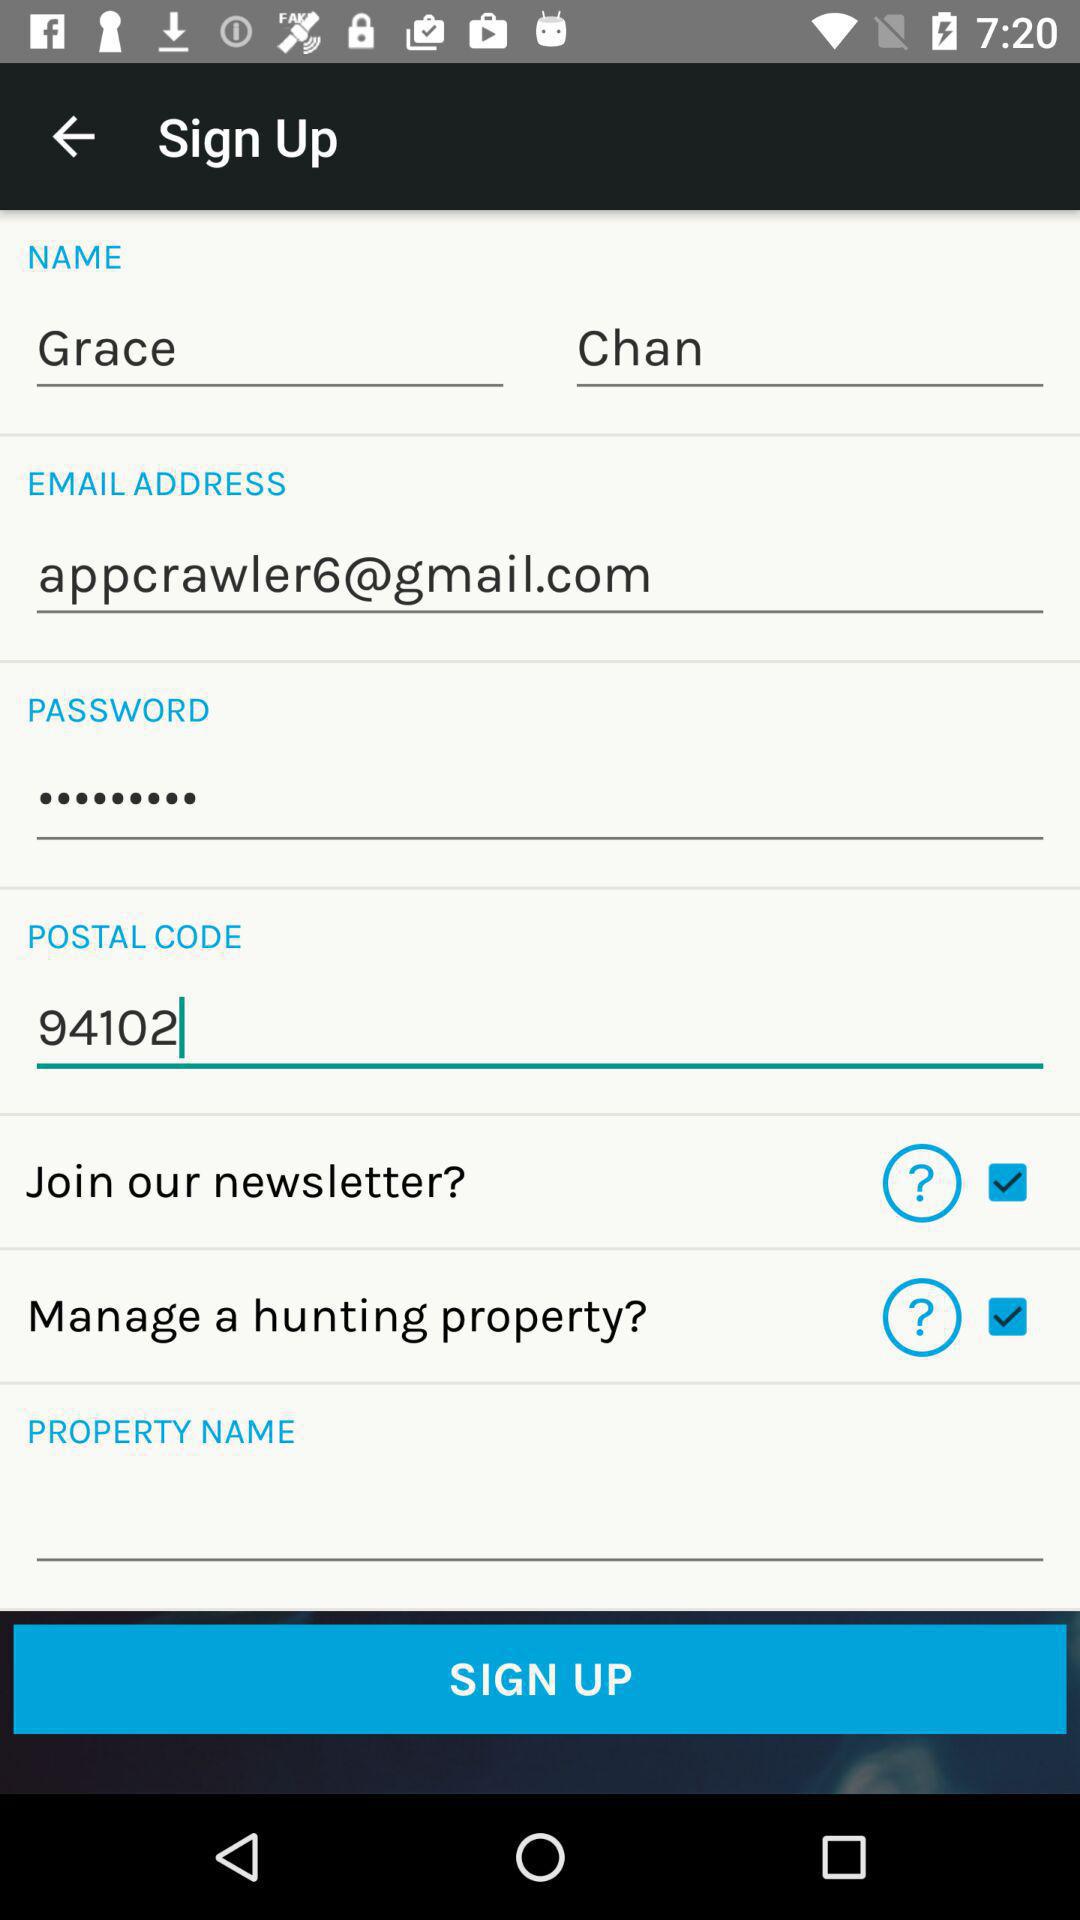 FAKE
7:20
Sign Up
NAME
Grace Chan
EMAIL ADDRESS
appcrawler6@gmail.com
PASSWORD
•••••••••
POSTAL CODE
94102
Join our newsletter? ?
Manage a hunting property? ?
PROPERTY NAME
SIGN UP